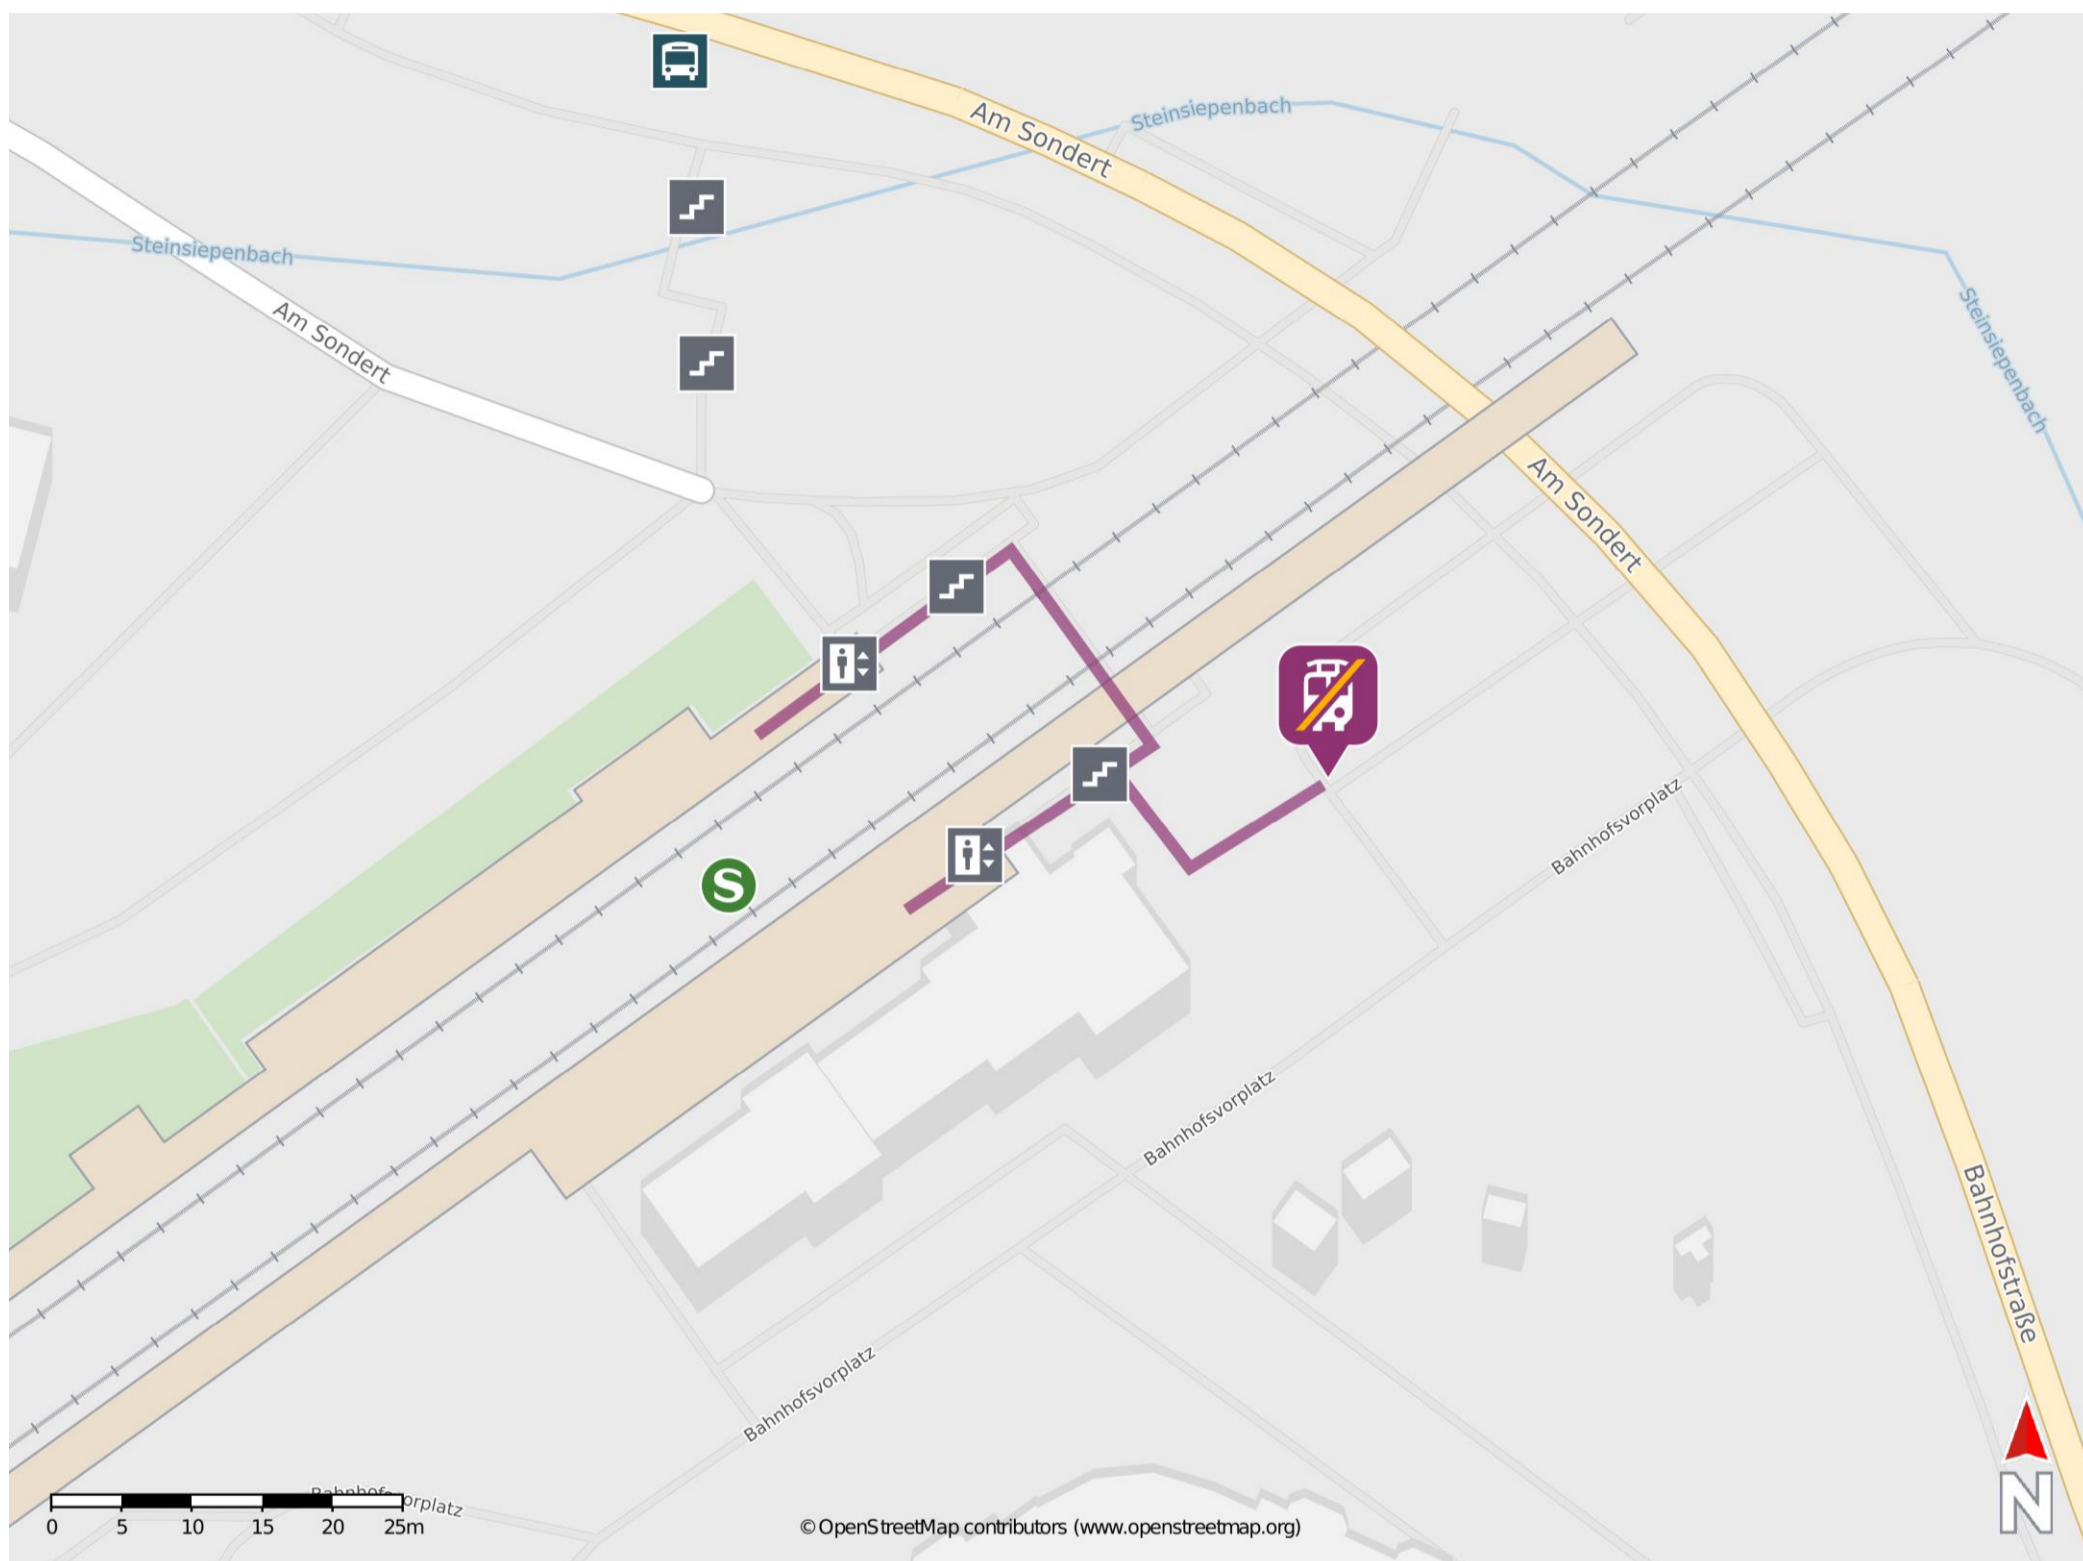 Am Sondert
Steinsiepenbach
Steinsiepenbach
Am Sondert
Steinsiepenbach
Am Sondert
Bahnhofsvorplatz
S
Bahnhofsvorplatz
Bahnhofstraße
Bahnhofsvorplatz
Bahnhofsvorplatz
0 5 10 15 20 25m
© OpenStreetMap contributors (www.openstreetmap.org)
N